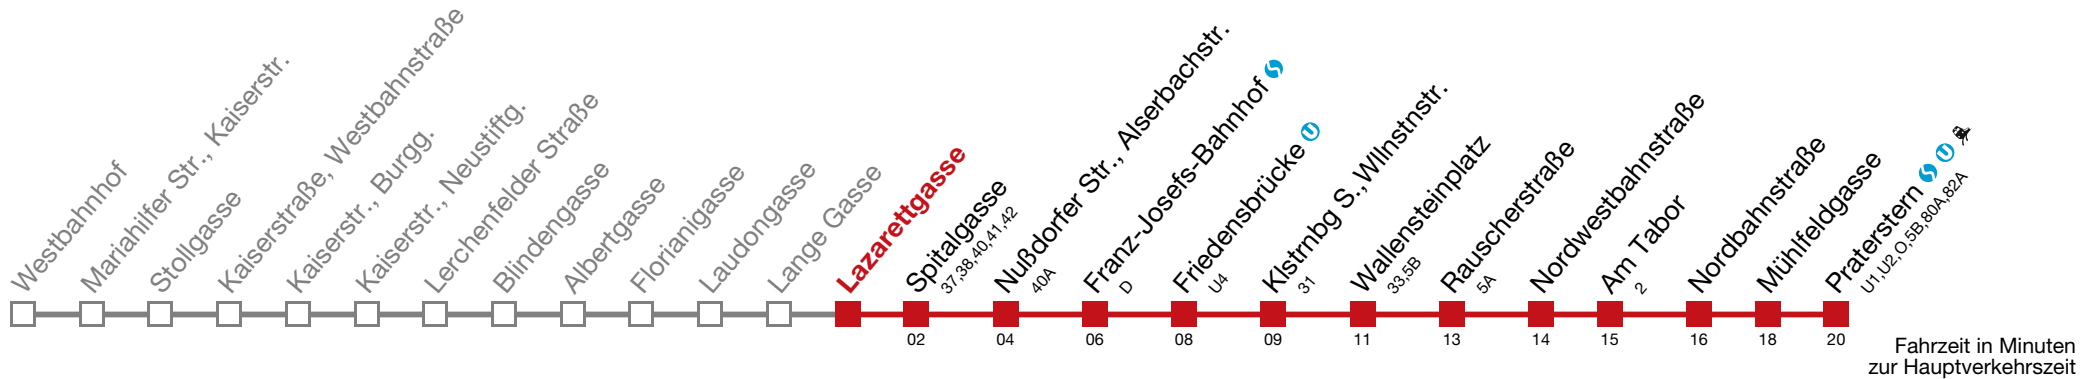 Westbahnhof
Mariahilfer Str., Kaiserstr.
Stollgasse
Kaiserstraße, Westbahnstraße
Kaiserstr., Burgg.
Kaiserstr., Neustiftg.
Lerchenfelder Straße
Blindengasse
Albertgasse
Florianigasse
Laudongasse
Lange Gasse
Lazarettgasse
Spitalgasse
37,38,40,41,42
Nußdorfer Str., Alserbachstr.
40A
Franz-Josefs-Bahnhof S
D
Friedensbrücke U
U4
Klstrnbg S., Wllnstnstr.
31
Wallensteinplatz
33,5B
Rauscherstraße
5A
Nordwestbahnstraße
Am Tabor
2
Nordbahnstraße
Mühlfeldgasse
Praterstern S U
U1,U2,O,5B,80A,82A
02 04 06 08 09 11 13 14 15 16 18 20
Fahrzeit in Minuten
zur Hauptverkehrszeit